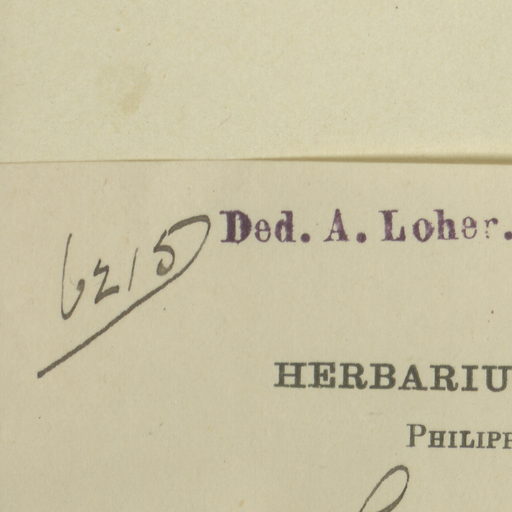 6215
Ded. A. Loher.
HERBARIU
PHILIPP